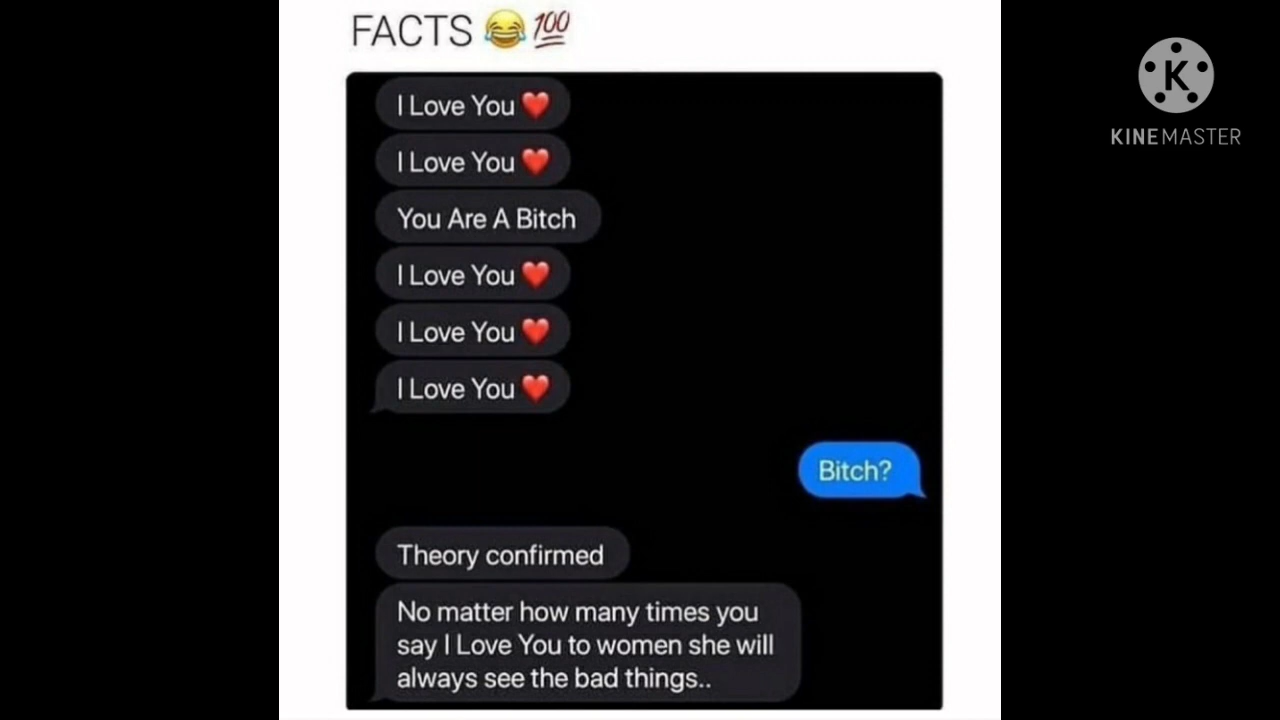 FACTS 😂💯
I Love You ❤️
I Love You ❤️
You Are A Bitch
I Love You ❤️
I Love You ❤️
I Love You ❤️
Bitch?
Theory confirmed
No matter how many times you
say I Love You to women she will
always see the bad things..
K
KINEMASTER